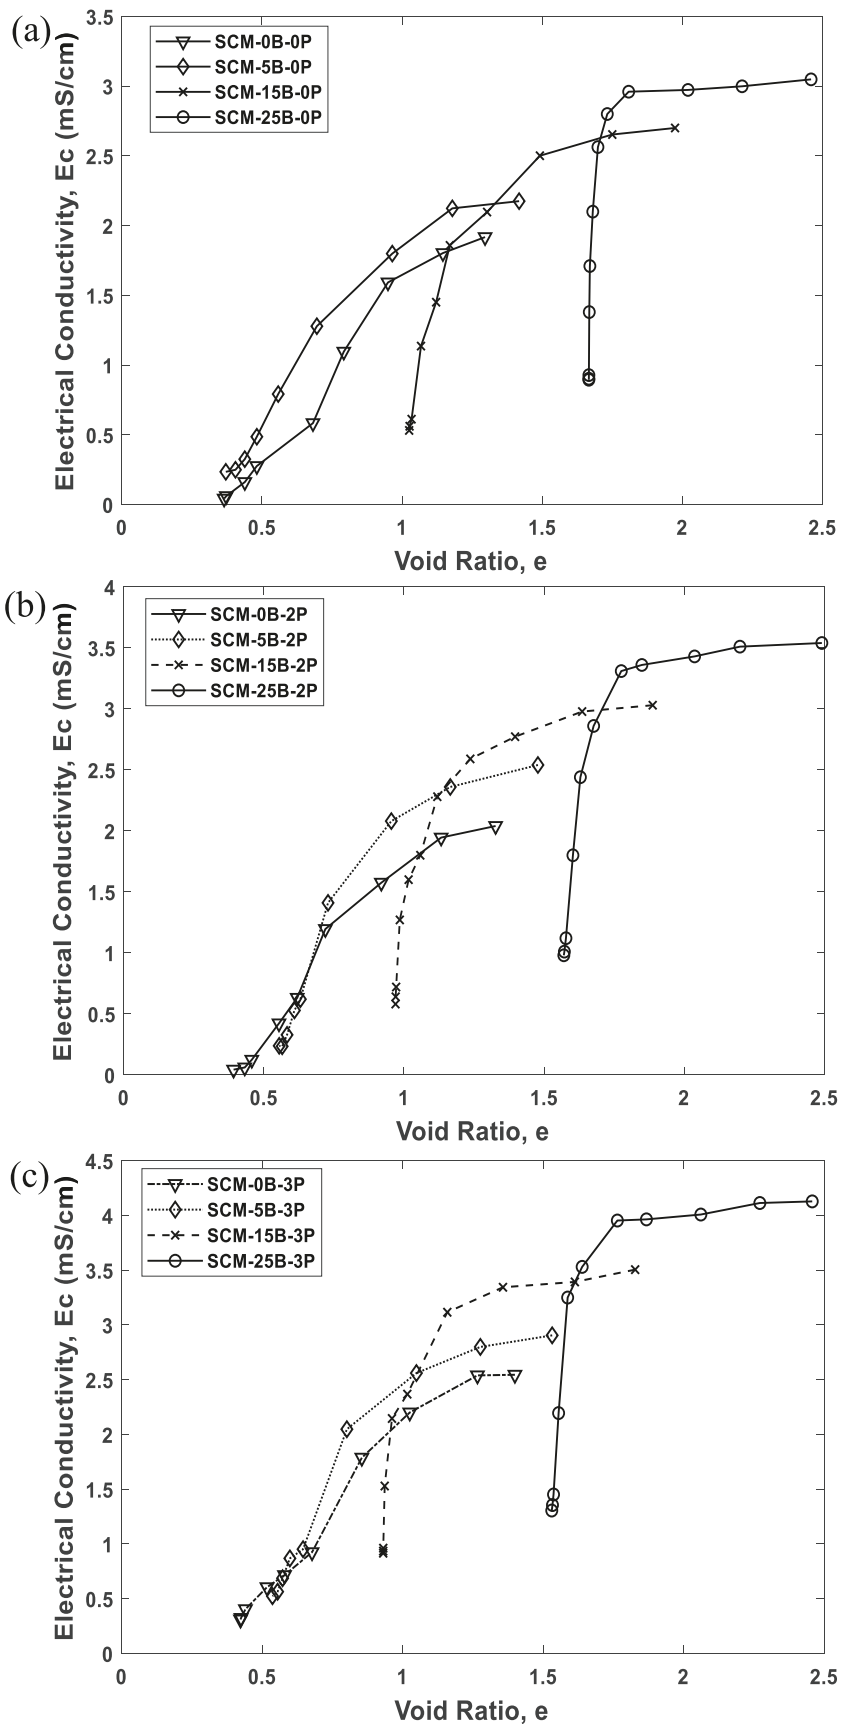 (a)
3.5
3
2.5
2
1.5
1
0.5
0
Electrical Conductivity, Ec (mS/cm)
SCM-0B-0P
SCM-5B-0P
SCM-15B-0P
SCM-25B-0P
0 0.5 1 1.5 2 2.5
Void Ratio, e
(b)
4
3.5
3
2.5
2
1.5
1
0.5
0
Electrical Conductivity, Ec (mS/cm)
SCM-0B-2P
SCM-5B-2P
SCM-15B-2P
SCM-25B-2P
0 0.5 1 1.5 2 2.5
Void Ratio, e
(c)
4.5
4
3.5
3
2.5
2
1.5
1
0.5
0
Electrical Conductivity, Ec (mS/cm)
SCM-0B-3P
SCM-5B-3P
SCM-15B-3P
SCM-25B-3P
0 0.5 1 1.5 2 2.5
Void Ratio, e